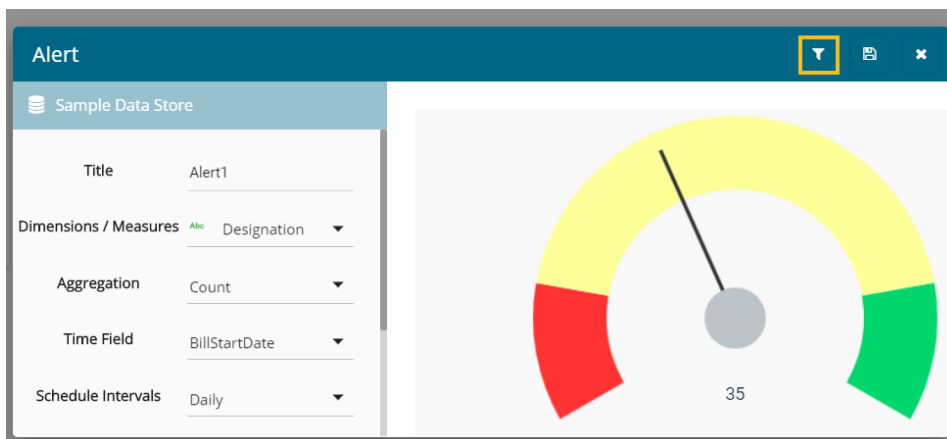 Alert
Sample Data Store
Title Alert1
Dimensions / Measures Abc Designation
Aggregation Count
Time Field BillStartDate
Schedule Intervals Daily
35